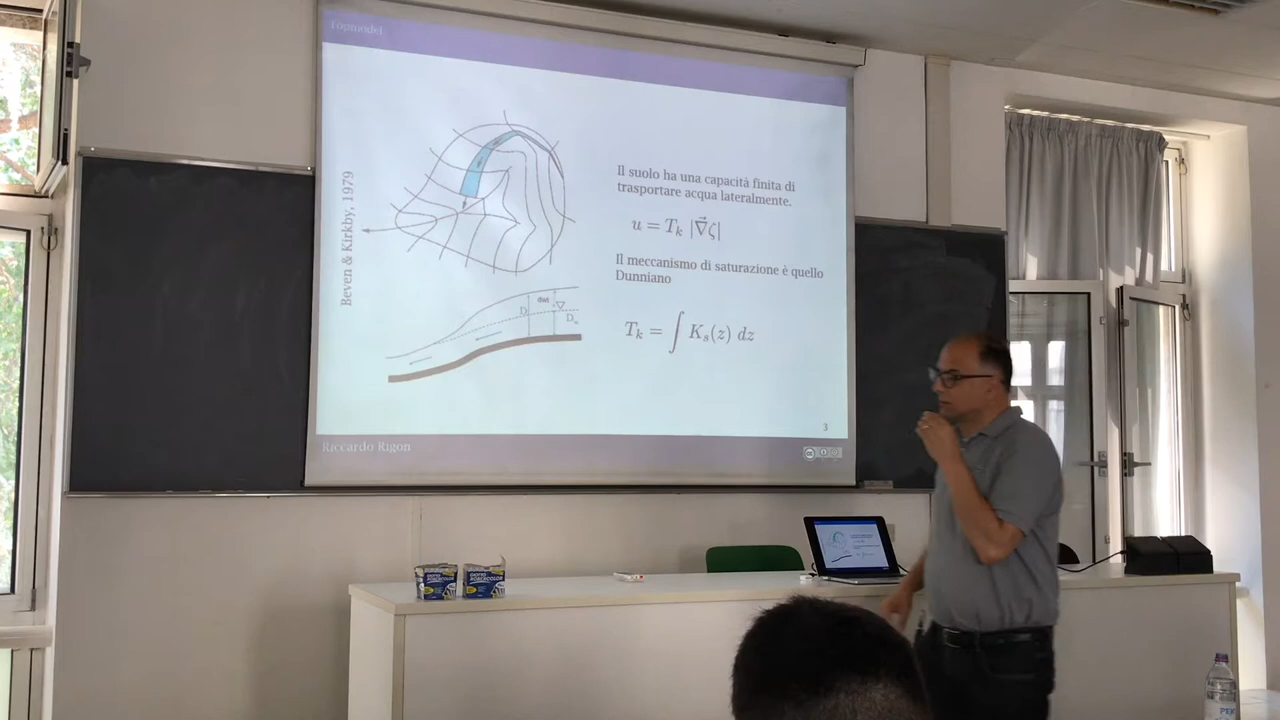 Topmodel
Beven & Kirkby, 1979
Il suolo ha una capacità finita di
trasportare acqua lateralmente.
u = T_k |∇⃗ζ|
Il meccanismo di saturazione è quello
Dunniano
T_k = ∫ K_s(z) dz
dwt
D
3
Riccardo Rigon